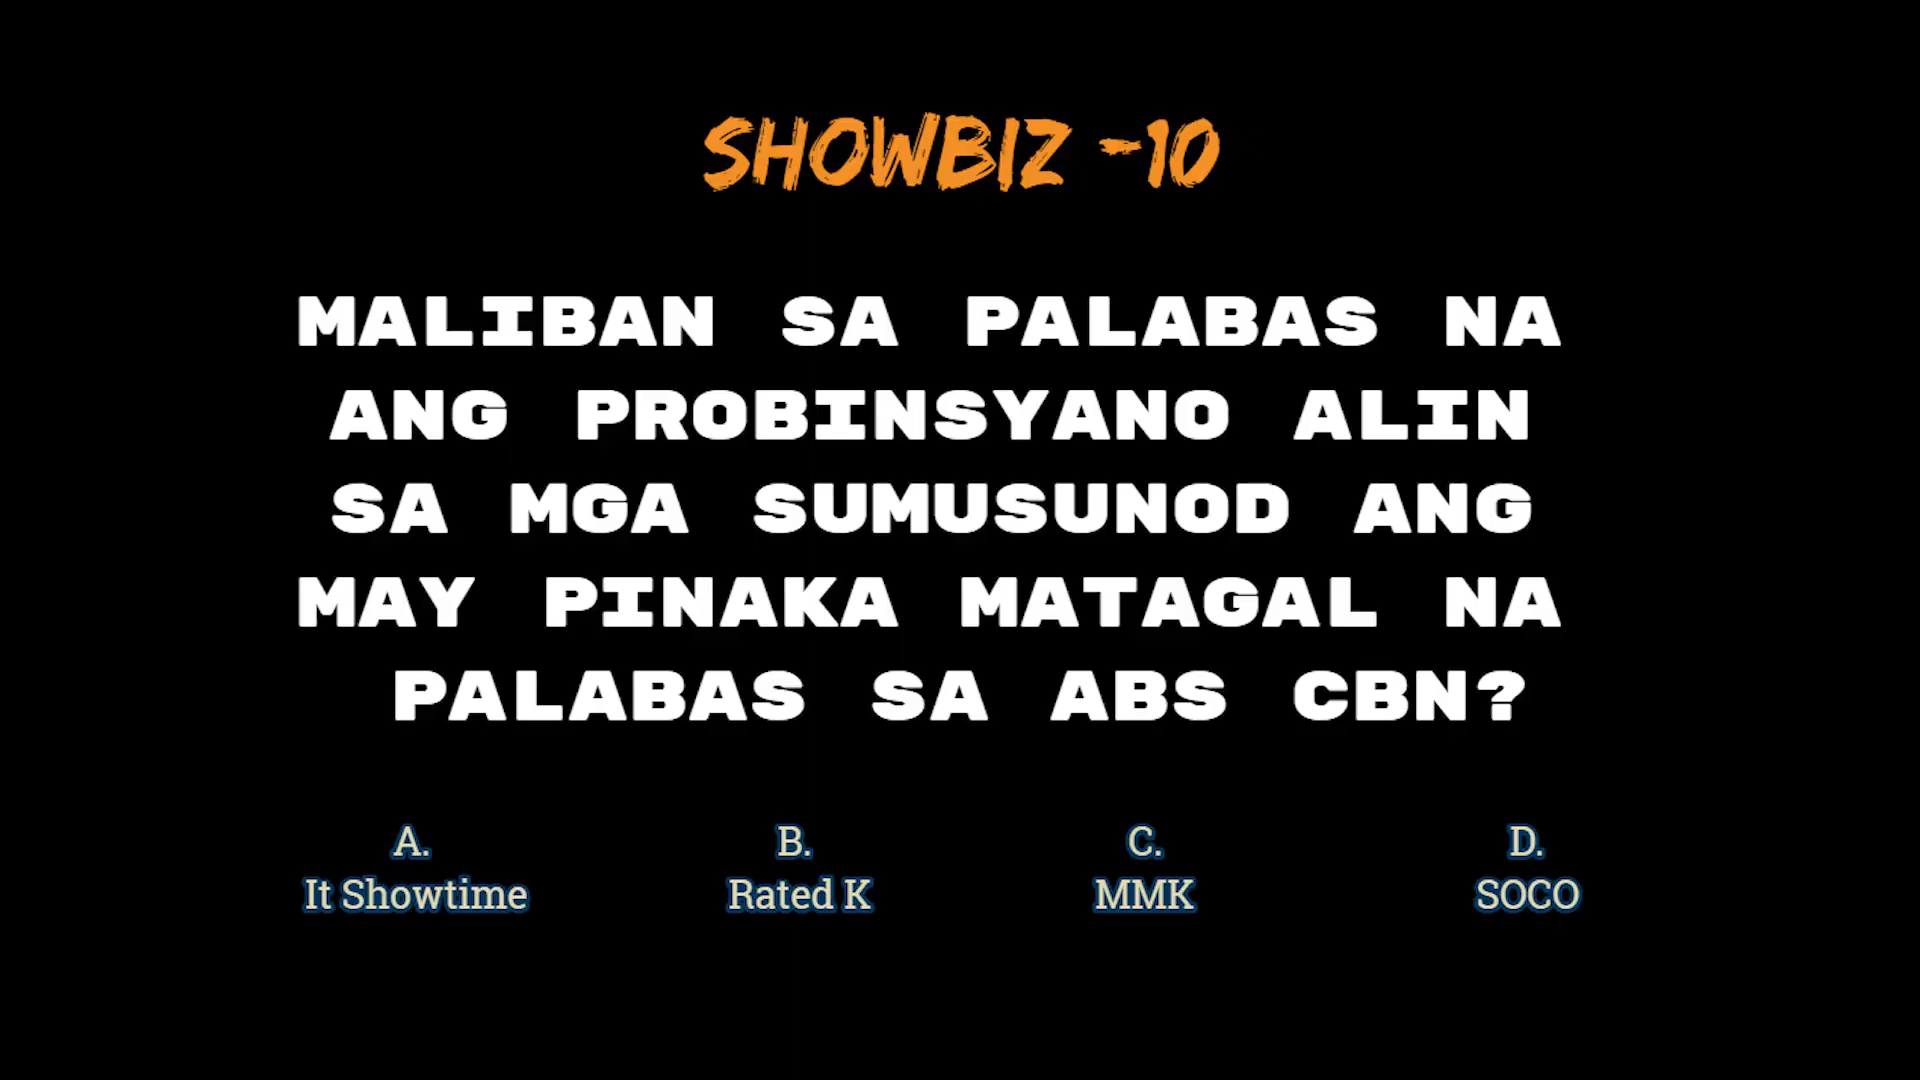 SHOWBIZ -10
MALIBAN SA PALABAS NA
ANG PROBINSYANO ALIN
SA MGA SUMUSUNOD ANG
MAY PINAKA MATAGAL NA
PALABAS SA ABS CBN?
A. B. C. D.
It Showtime Rated K MMK SOCO